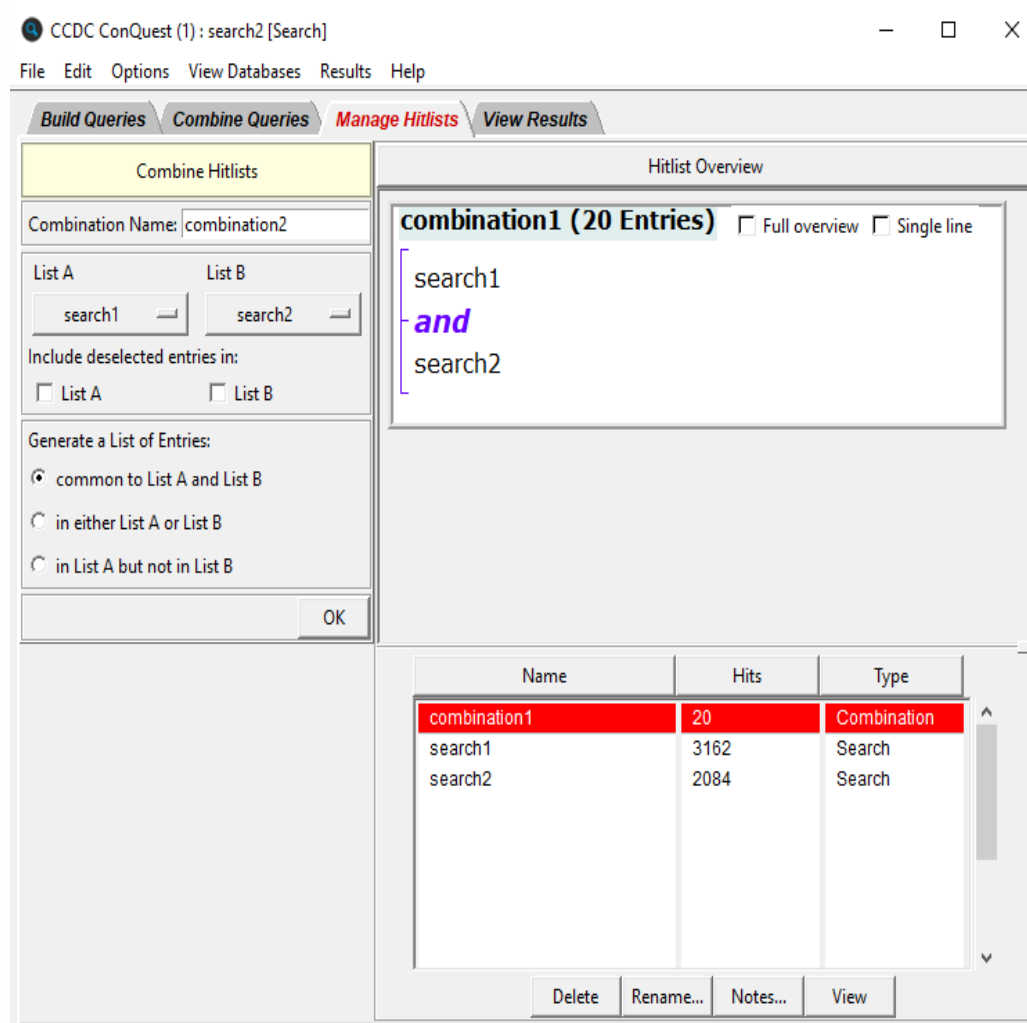 CCDC ConQuest (1) : search2 [Search]
File Edit Options View Databases Results Help
Build Queries Combine Queries Manage Hitlists View Results
Combine Hitlists
Combination Name: combination2
List A List B
search1 search2
Include deselected entries in:
List A List B
Generate a List of Entries:
common to List A and List B
in either List A or List B
in List A but not in List B
OK
Hitlist Overview
combination1 (20 Entries) Full overview Single line
search1
and
search2
Name Hits Type
combination1 20 Combination
search1 3162 Search
search2 2084 Search
Delete Rename... Notes... View